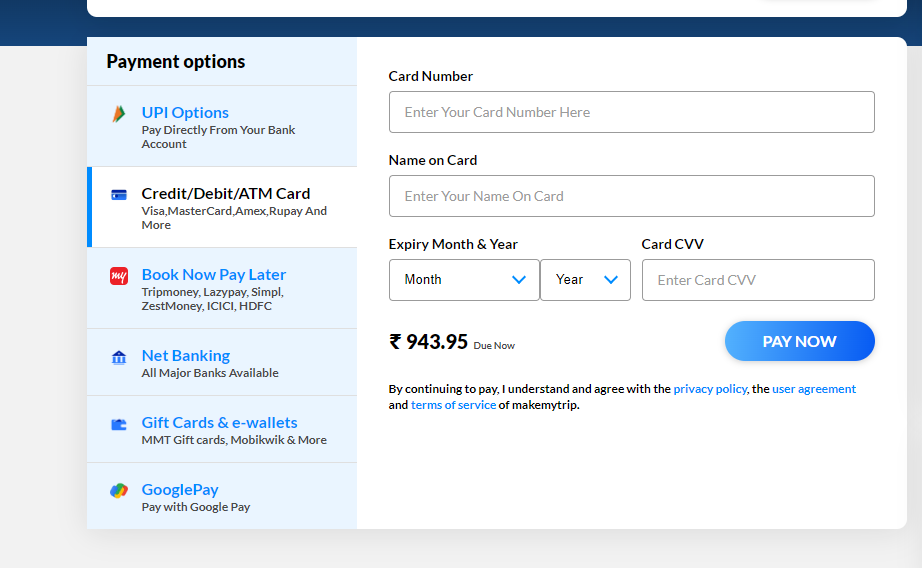 Payment options
UPI Options
Pay Directly From Your Bank
Account
Credit/Debit/ATM Card
Visa,MasterCard,Amex,Rupay And
More
my
Book Now Pay Later
Tripmoney, Lazypay, Simpl,
ZestMoney, ICICI, HDFC
Net Banking
All Major Banks Available
Gift Cards & e-wallets
MMT Gift cards, Mobikwik & More
GooglePay
Pay with Google Pay
Card Number
Enter Your Card Number Here
Name on Card
Enter Your Name On Card
Expiry Month & Year
Card CVV
Month
Year
Enter Card CVV
₹ 943.95 Due Now
PAY NOW
By continuing to pay, I understand and agree with the privacy policy, the user agreement
and terms of service of makemytrip.